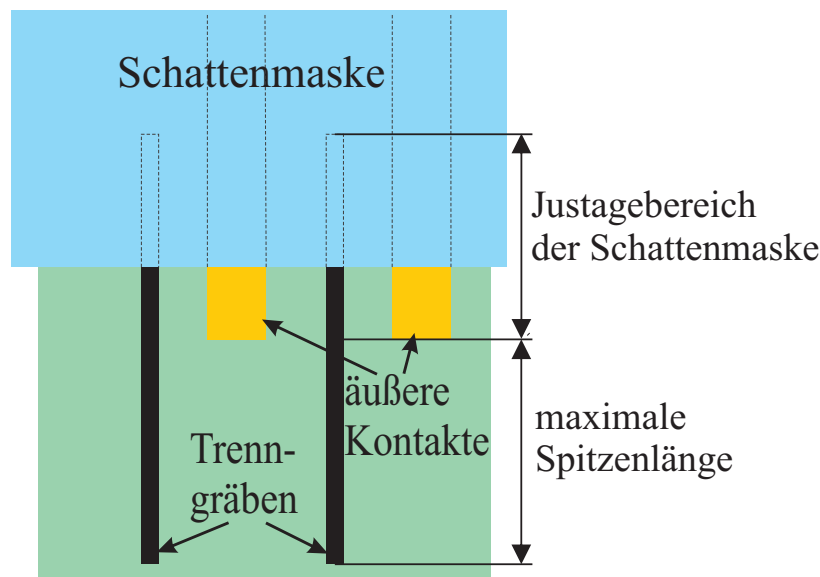 Schattenmaske
Justagebereich
der Schattenmaske
äußere
Kontakte
maximale
Spitzenlänge
Trenn-
gräben